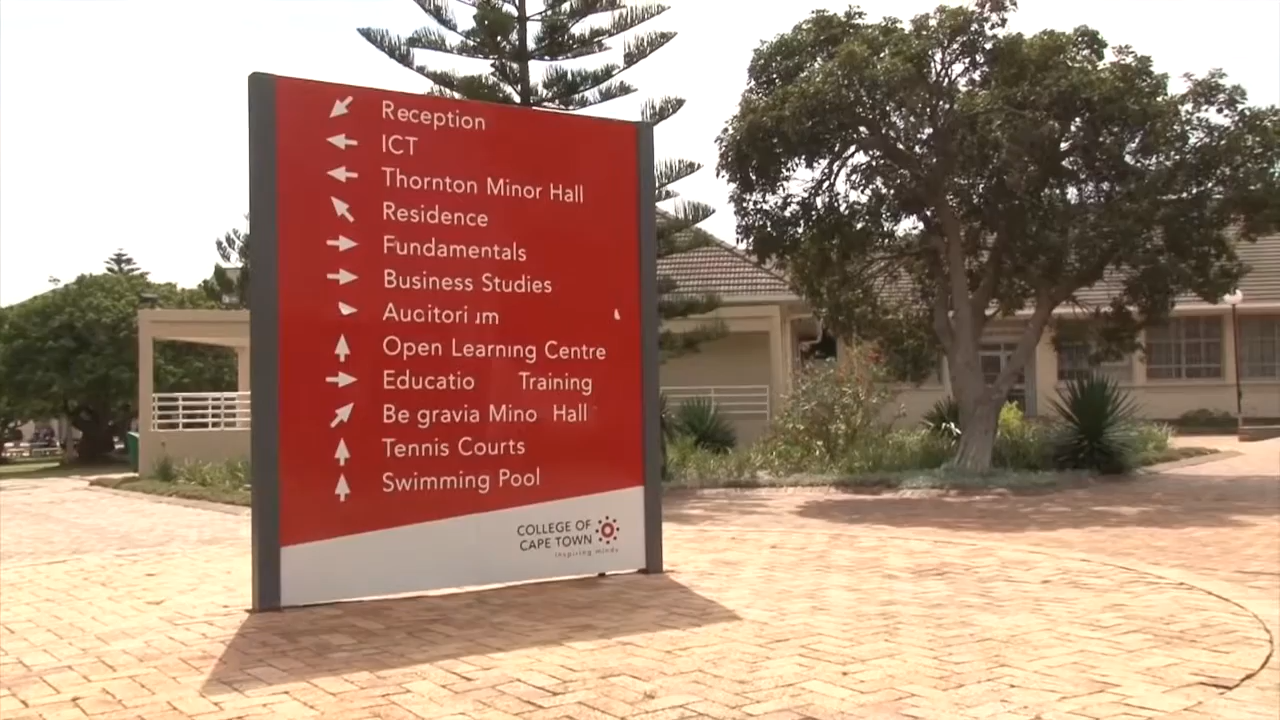 Reception
ICT
Thornton Minor Hall
Residence
Fundamentals
Business Studies
Auditorium
Open Learning Centre
Educatio Training
Be gravia Mino Hall
Tennis Courts
Swimming Pool
COLLEGE OF
CAPE TOWN
inspiring minds